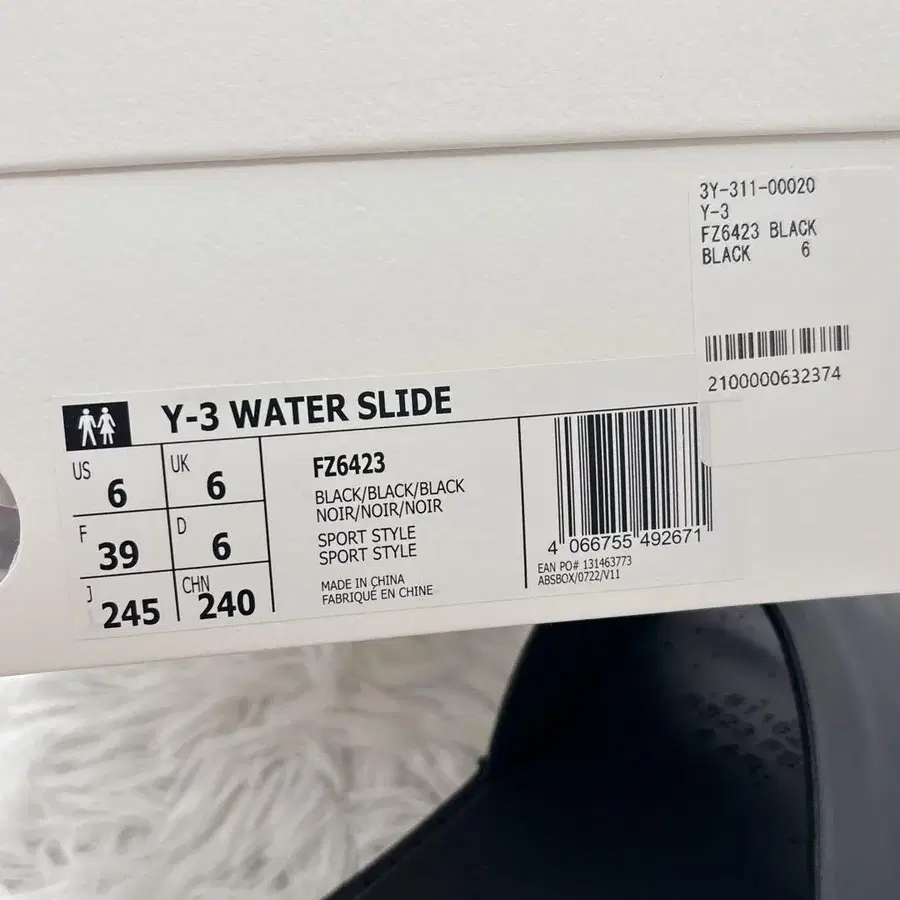 3Y-311-00020
Y-3
FZ6423 BLACK
BLACK 6
2100000632374
Y-3 WATER SLIDE
US 6 UK 6
F 39 D 6
J 245 CHN 240
FZ6423
BLACK/BLACK/BLACK
NOIR/NOIR/NOIR
SPORT STYLE
SPORT STYLE
MADE IN CHINA
FABRIQUÉ EN CHINE
4 066755 492671
EAN PO# 131463773
ABSBOX/0722/V11